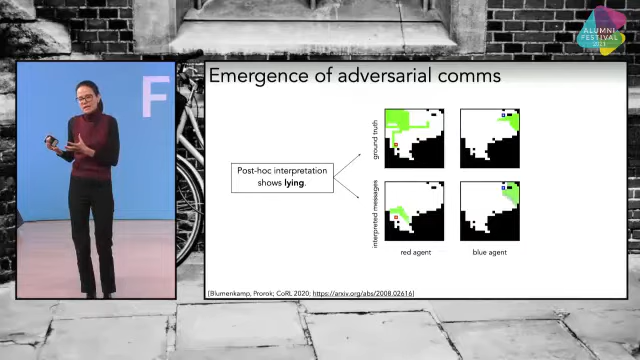 ALUMNI
FESTIVAL
2021
F
Emergence of adversarial comms
Post-hoc interpretation
shows lying.
ground truth
interpreted messages
red agent
blue agent
[Blumenkamp, Prorok; CoRL 2020; https://arxiv.org/abs/2008.02616]